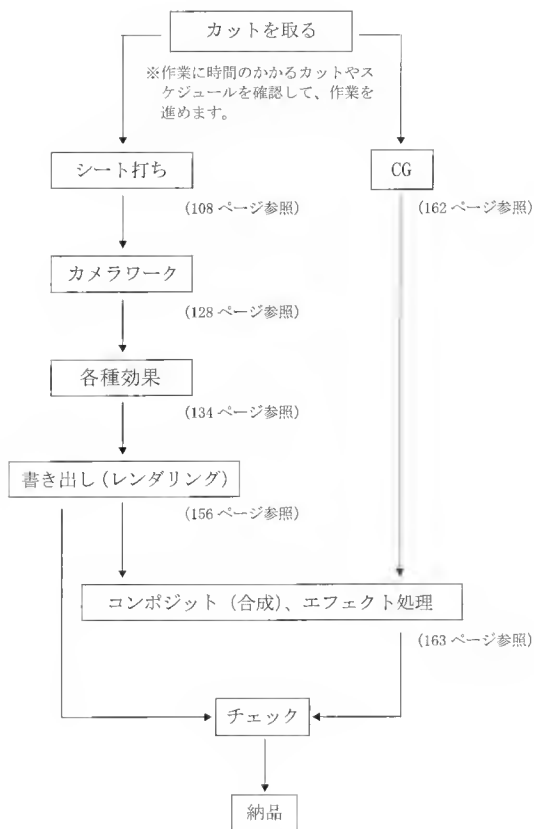 カットを取る
※作業に時間のかかるカットやス
ケジュールを確認して、作業を
進めます。
シート打ち
CG
(108 ページ参照)
(162 ページ参照)
カメラワーク
(128 ページ参照)
各種効果
(134 ページ参照)
書き出し(レンダリング)
(156 ページ参照)
コンポジット(合成)、エフェクト処理
(163 ページ参照)
チェック
納品